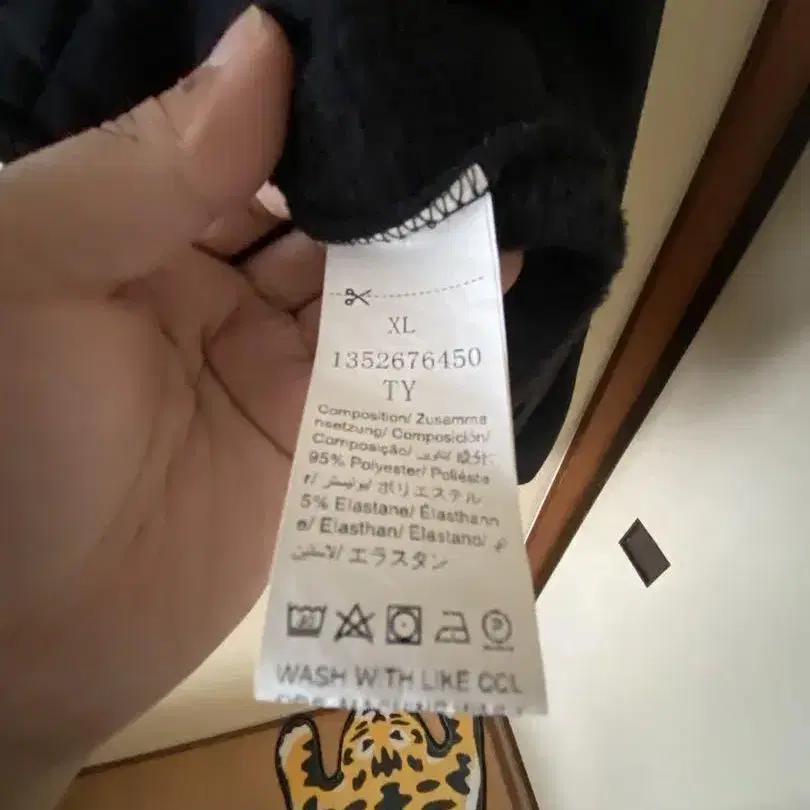 XL
1352676450
TY
Composition/ Zusamme
nsetzung/ Composición/
Composição/
95% Polyester/ Polieste
r/ ポリエステル
5% Elastane/ Élasthann
e/ Elasthan/ Elastano/
エラスタン
WASH WITH LIKE COL